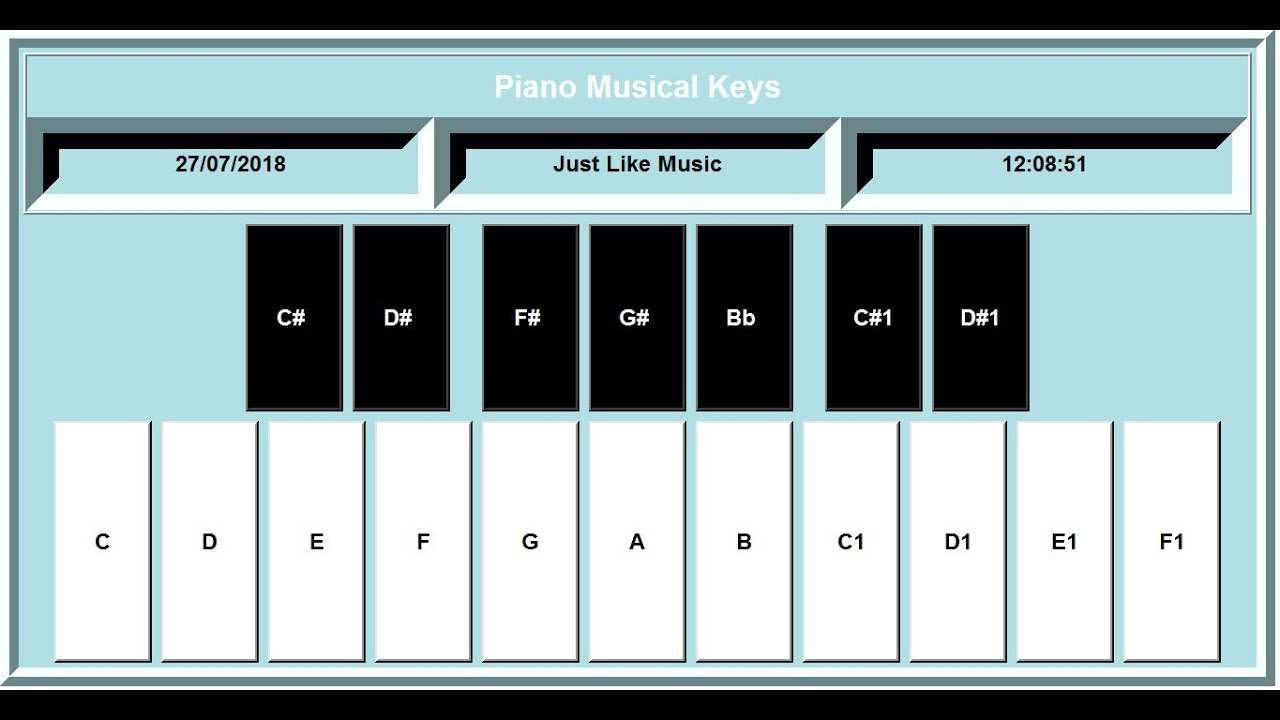 Piano Musical Keys
27/07/2018 Just Like Music 12:08:51
C# D# F# G# Bb C#1 D#1
C D E F G A B C1 D1 E1 F1